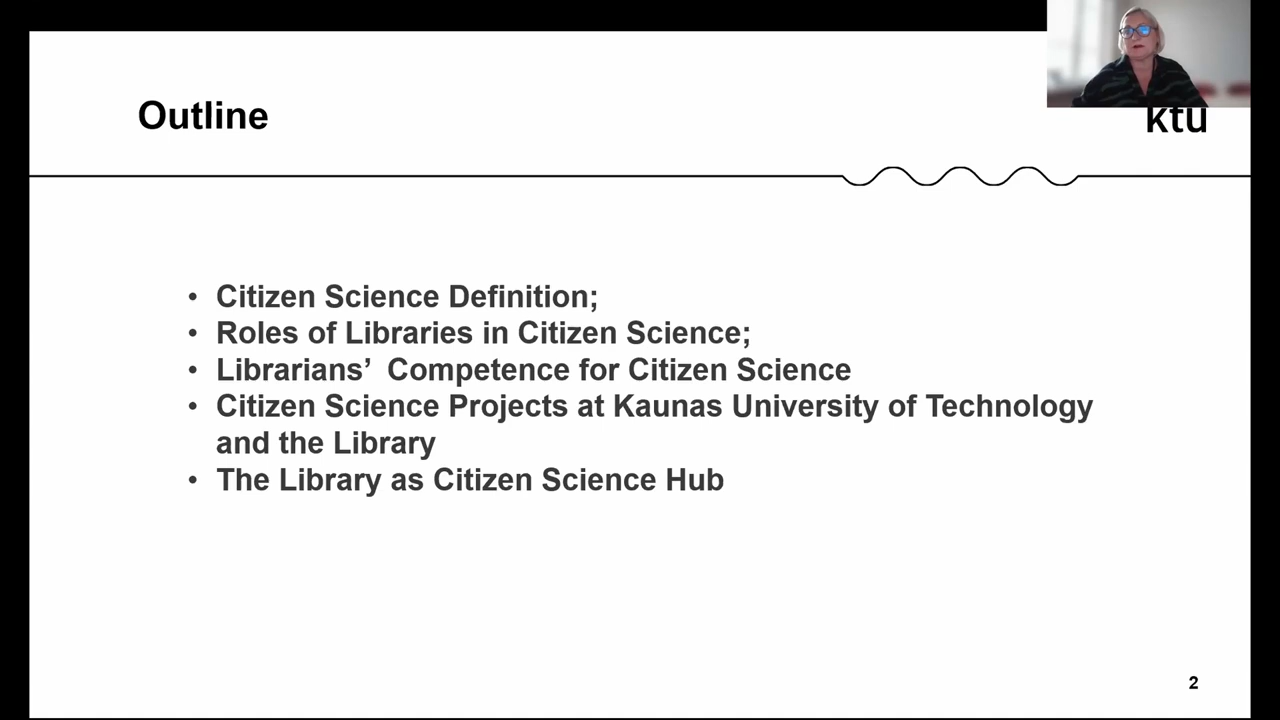 Outline
ktu
• Citizen Science Definition;
• Roles of Libraries in Citizen Science;
• Librarians’  Competence for Citizen Science
• Citizen Science Projects at Kaunas University of Technology
and the Library
• The Library as Citizen Science Hub
2